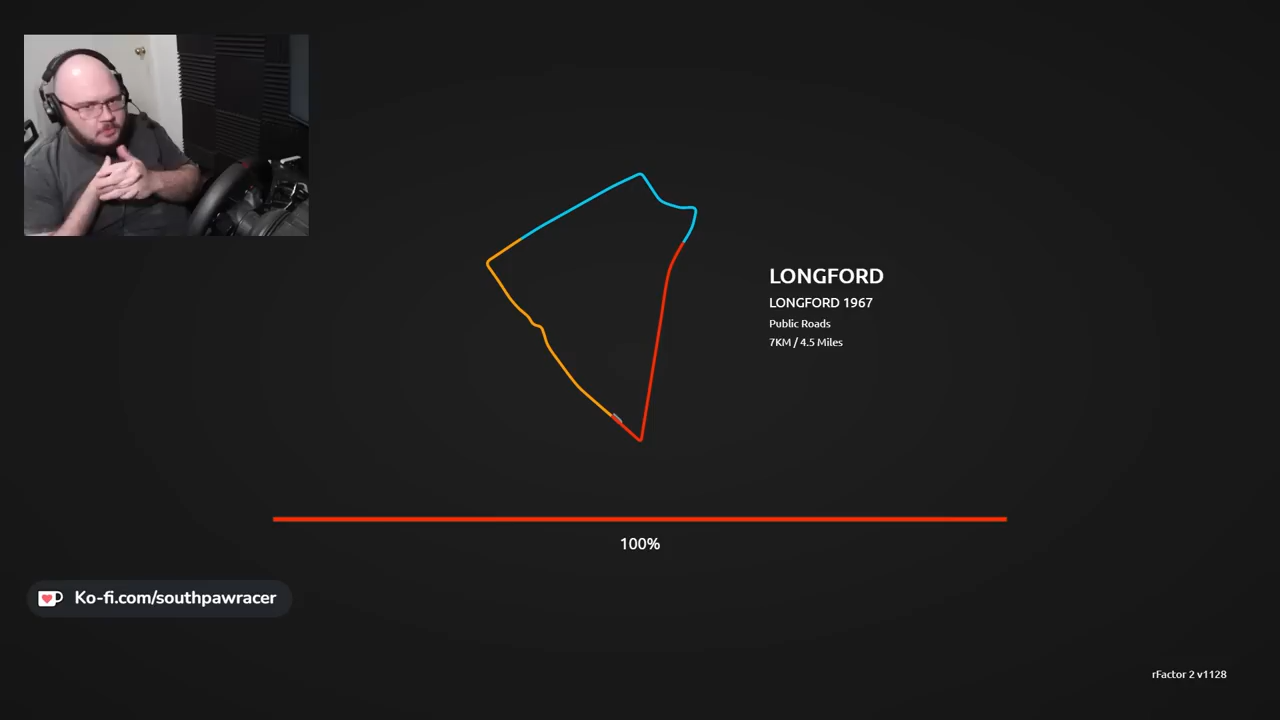 LONGFORD
LONGFORD 1967
Public Roads
7KM / 4.5 Miles
100%
Ko-fi.com/southpawracer
rFactor 2 v1128